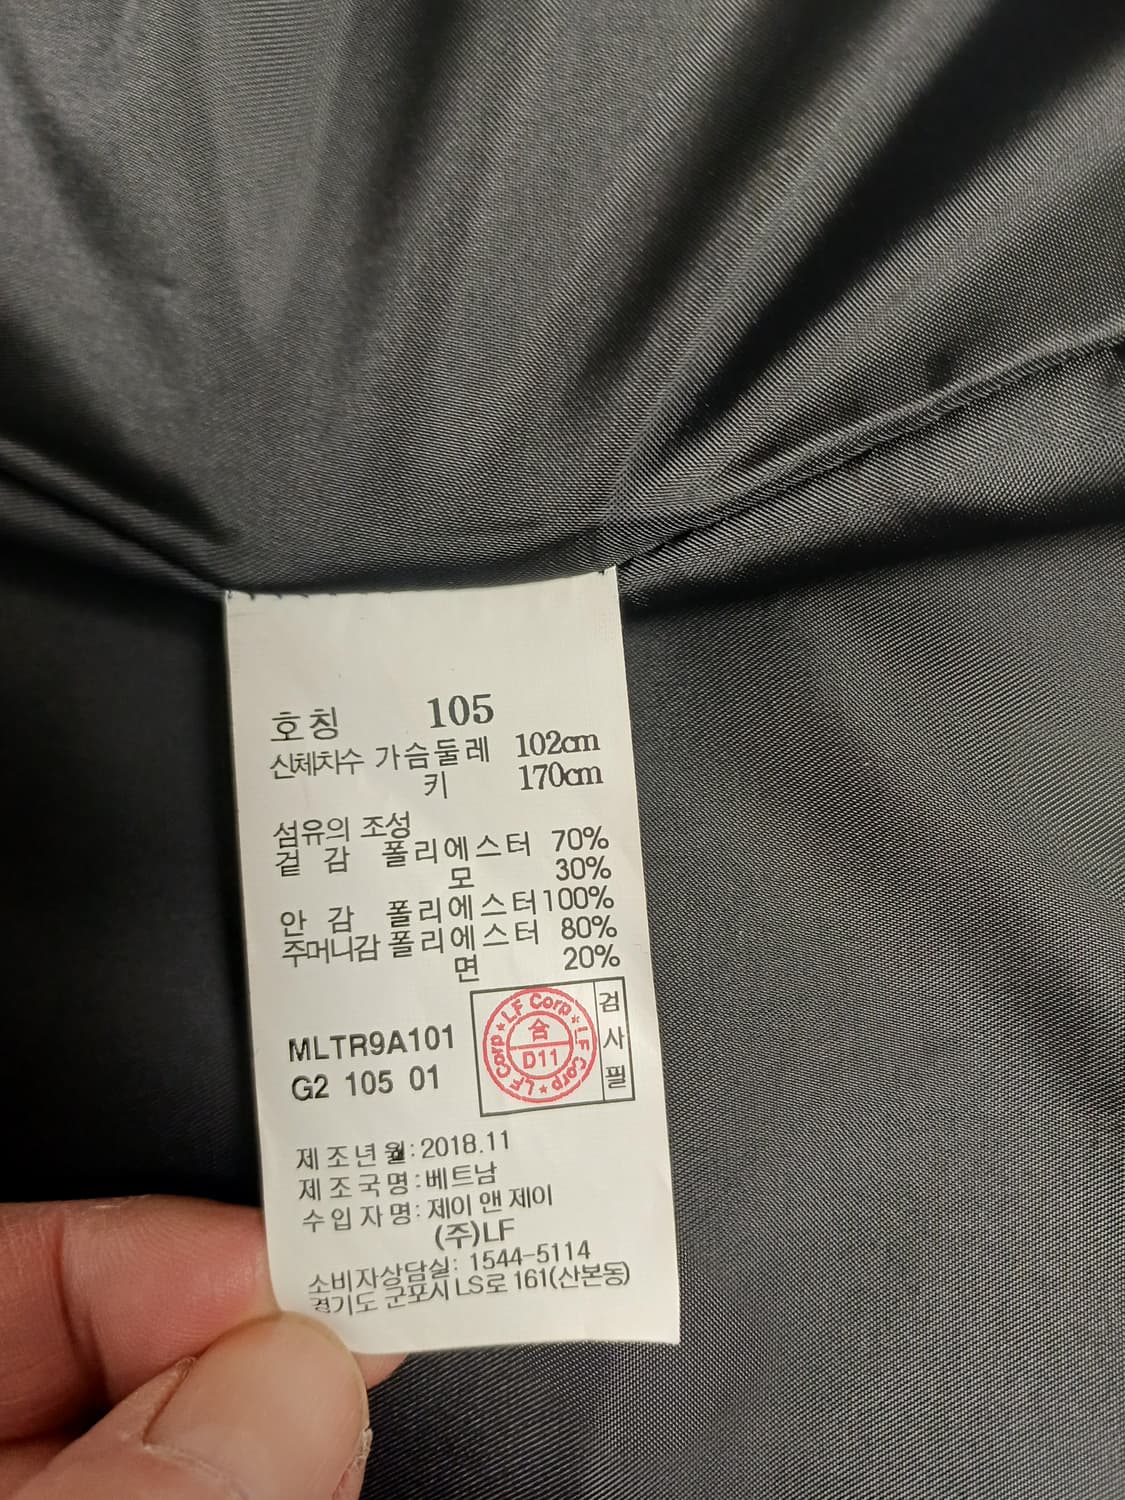 호칭 105
신체치수 가슴둘레 102cm
키 170cm
섬유의 조성
겉 감 폴리에스터 70%
모 30%
안 감 폴리에스터 100%
주머니감 폴리에스터 80%
면 20%
MLTR9A101
G2 105 01
LF Corp ★ LF Corp ★ LF Corp ★
合
D11
검사필
제조년월: 2018.11
제조국명: 베트남
수입자명: 제이 앤 제이
(주)LF
소비자상담실: 1544-5114
경기도 군포시 LS로 161(산본동)